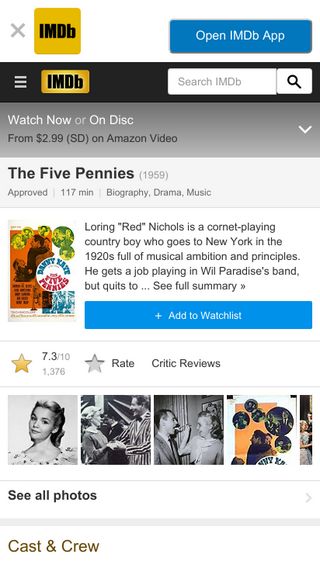 IMDb
Open IMDb App
IMDb
Search IMDb
Watch Now or On Disc
From $2.99 (SD) on Amazon Video
The Five Pennies (1959)
Approved | 117 min | Biography, Drama, Music
Loring "Red" Nichols is a cornet-playing
country boy who goes to New York in the
1920s full of musical ambition and principles.
He gets a job playing in Wil Paradise's band,
but quits to ... See full summary »
DANNY KAYE
FIVE PENNIES
+ Add to Watchlist
7.3/10
1,376
Rate
Critic Reviews
See all photos
Cast & Crew